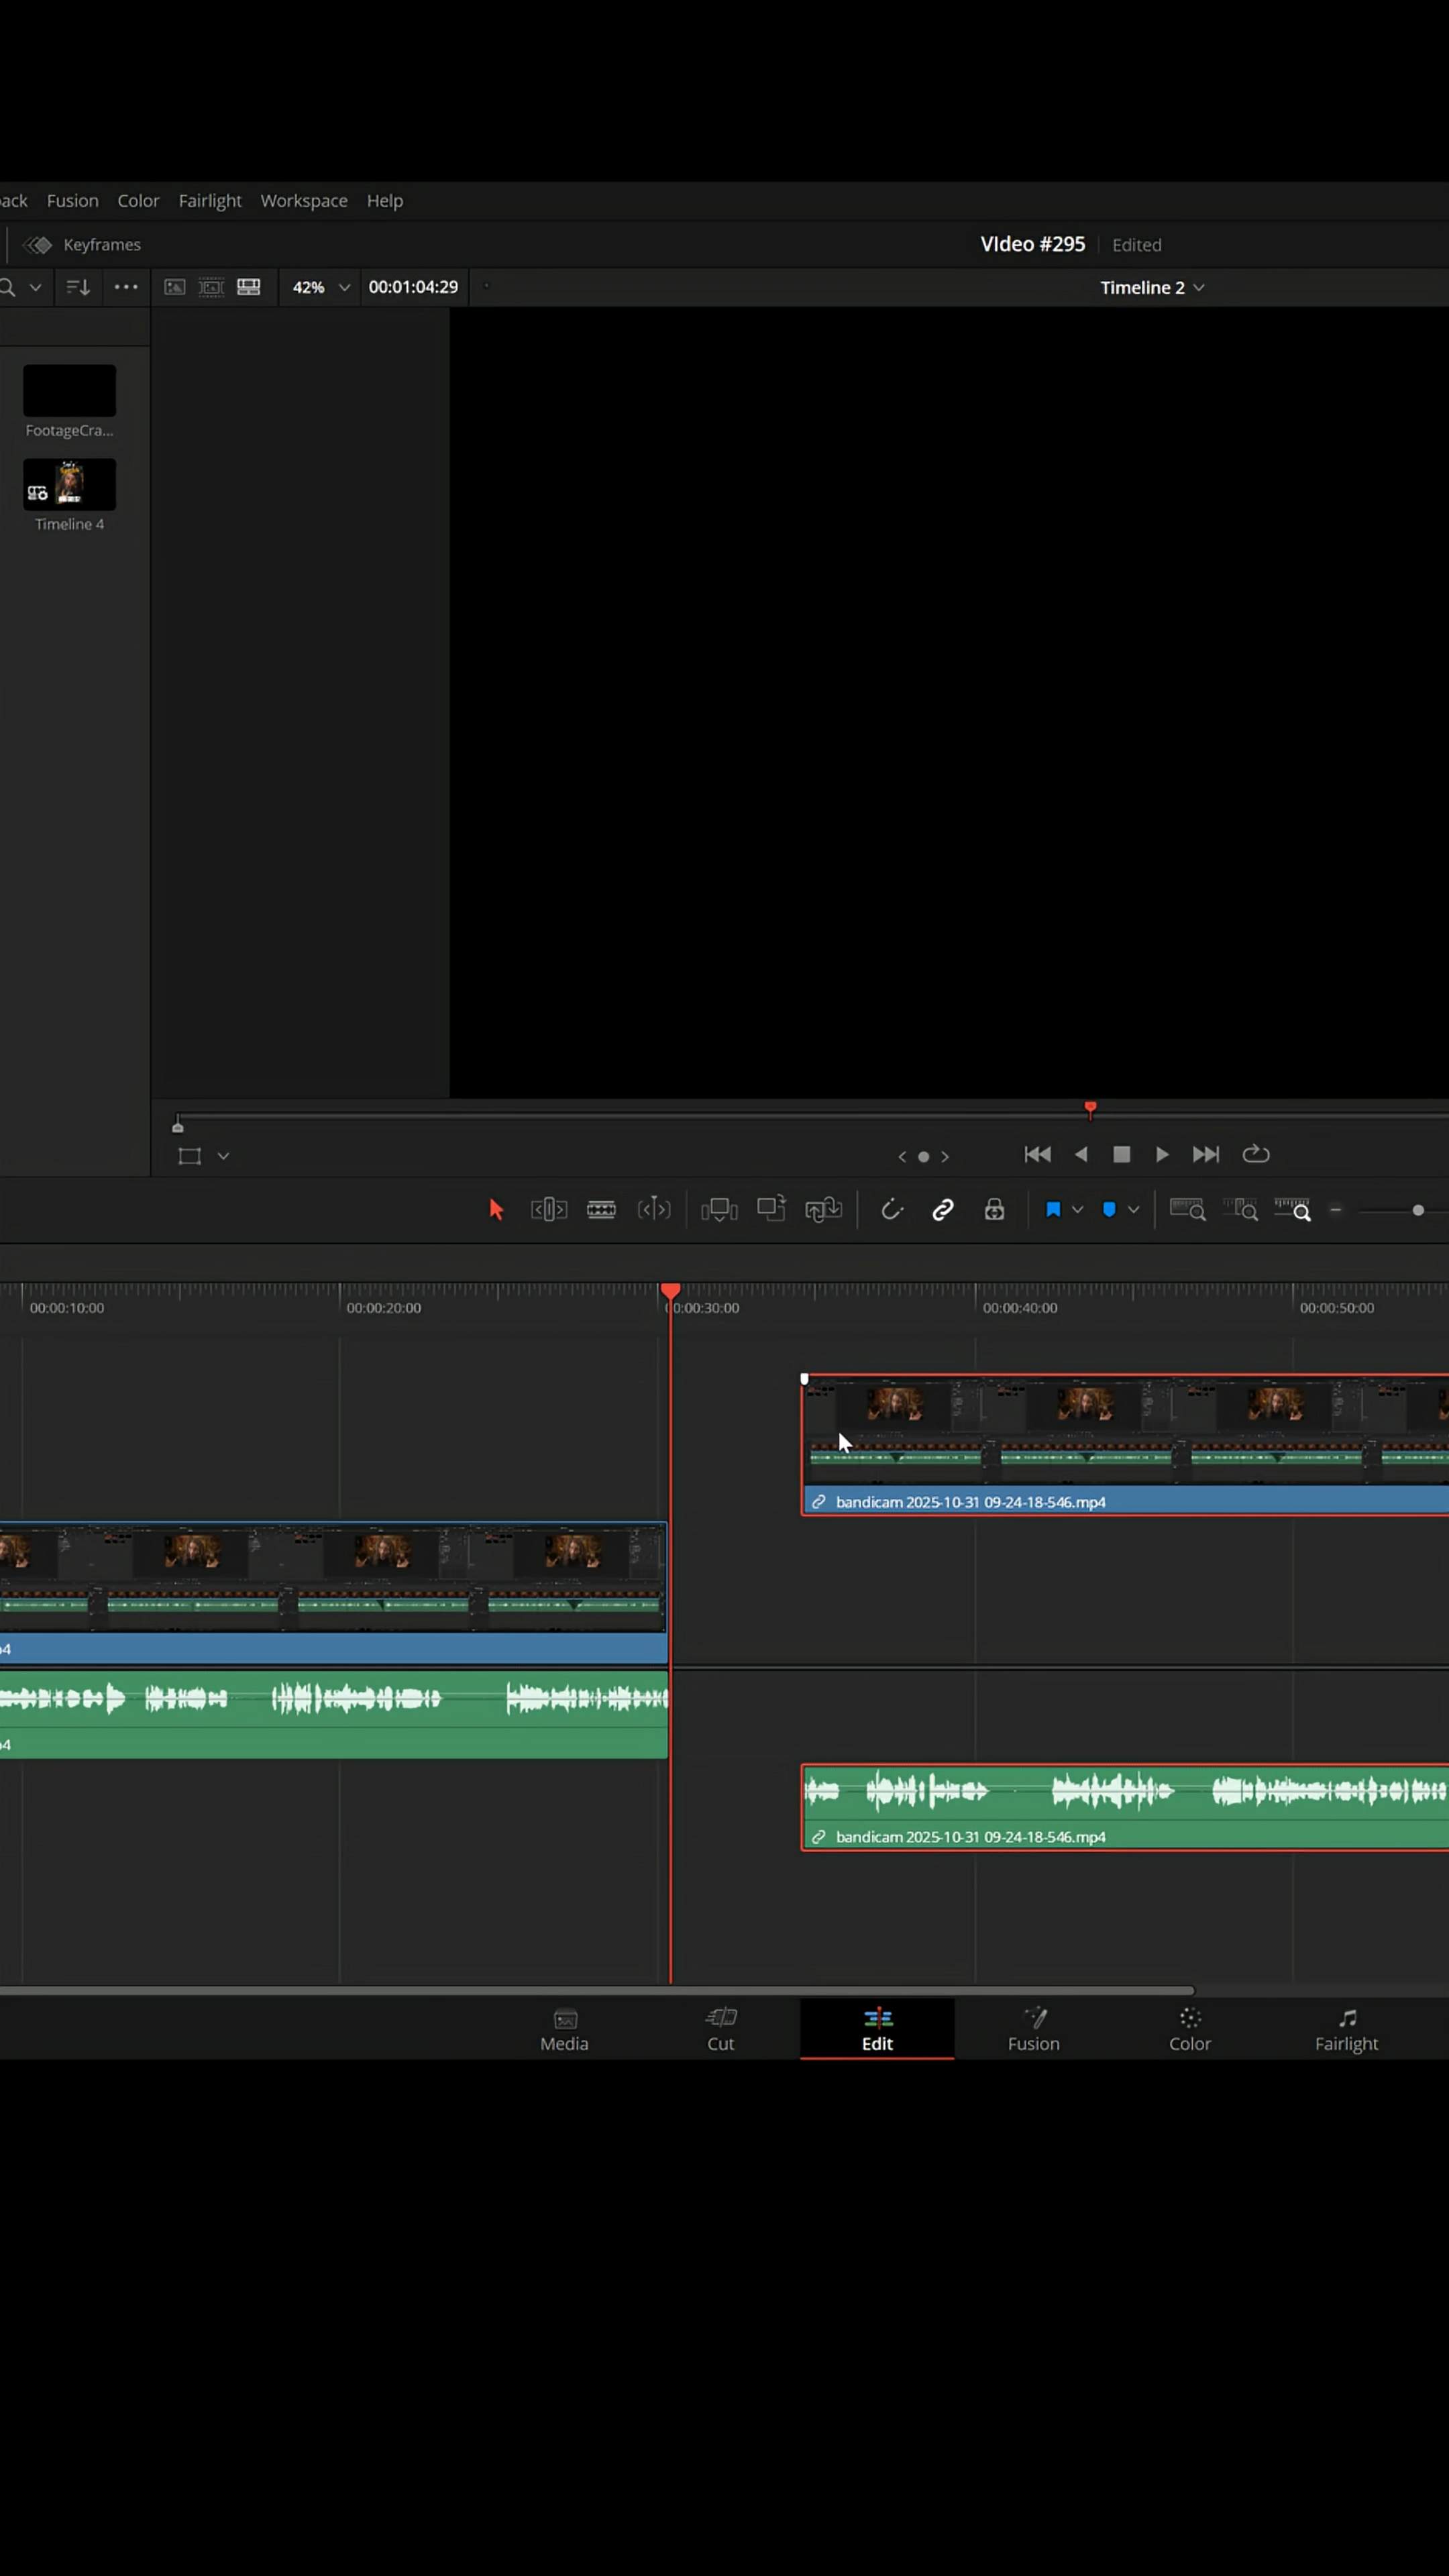 ack Fusion Color Fairlight Workspace Help
Keyframes
VIdeo #295
Edited
42%
00:01:04:29
Timeline 2
FootageCra...
Timeline 4
00:00:10:00
00:00:20:00
00:00:30:00
00:00:40:00
00:00:50:00
bandicam 2025-10-31 09-24-18-546.mp4
p4
p4
bandicam 2025-10-31 09-24-18-546.mp4
Media
Cut
Edit
Fusion
Color
Fairlight